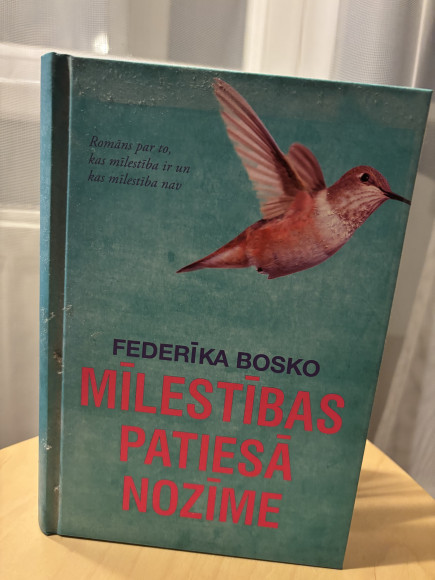 Romāns par to,
kas mīlestība ir un
kas mīlestība nav
FEDERĪKA BOSKO
MĪLESTĪBAS
PATIESĀ
NOZĪME